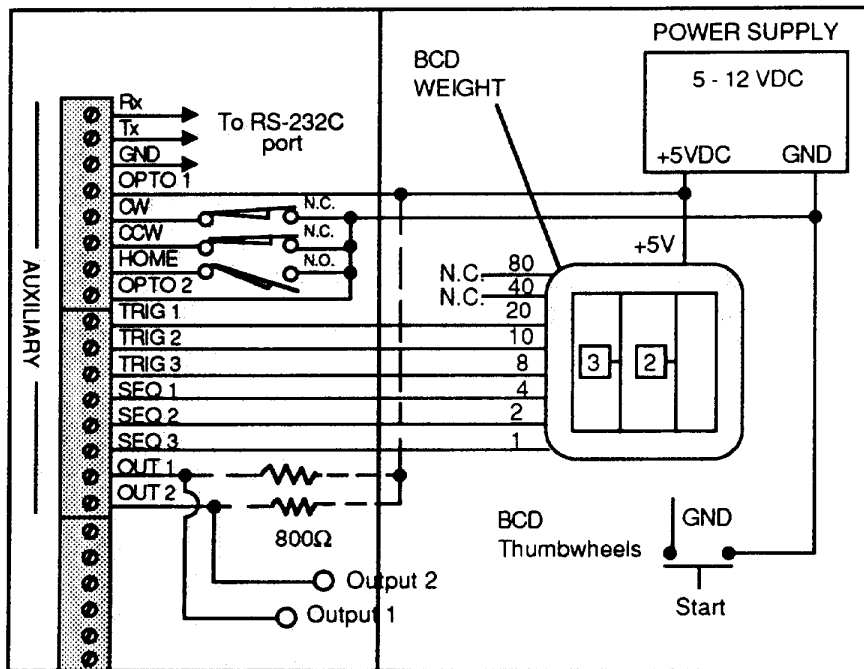 POWER SUPPLY
5 - 12 VDC
+5VDC GND
BCD
WEIGHT
AUXILIARY
Rx
Tx
GND
To RS-232C
port
OPTO 1
CW
N.C.
CCW
N.C.
HOME
N.O.
OPTO 2
TRIG 1
TRIG 2
TRIG 3
SEQ 1
SEQ 2
SEQ 3
OUT 1
OUT 2
800Ω
Output 2
Output 1
+5V
N.C. 80
N.C. 40
20
10
8
4
2
1
3 2
BCD
Thumbwheels
GND
Start